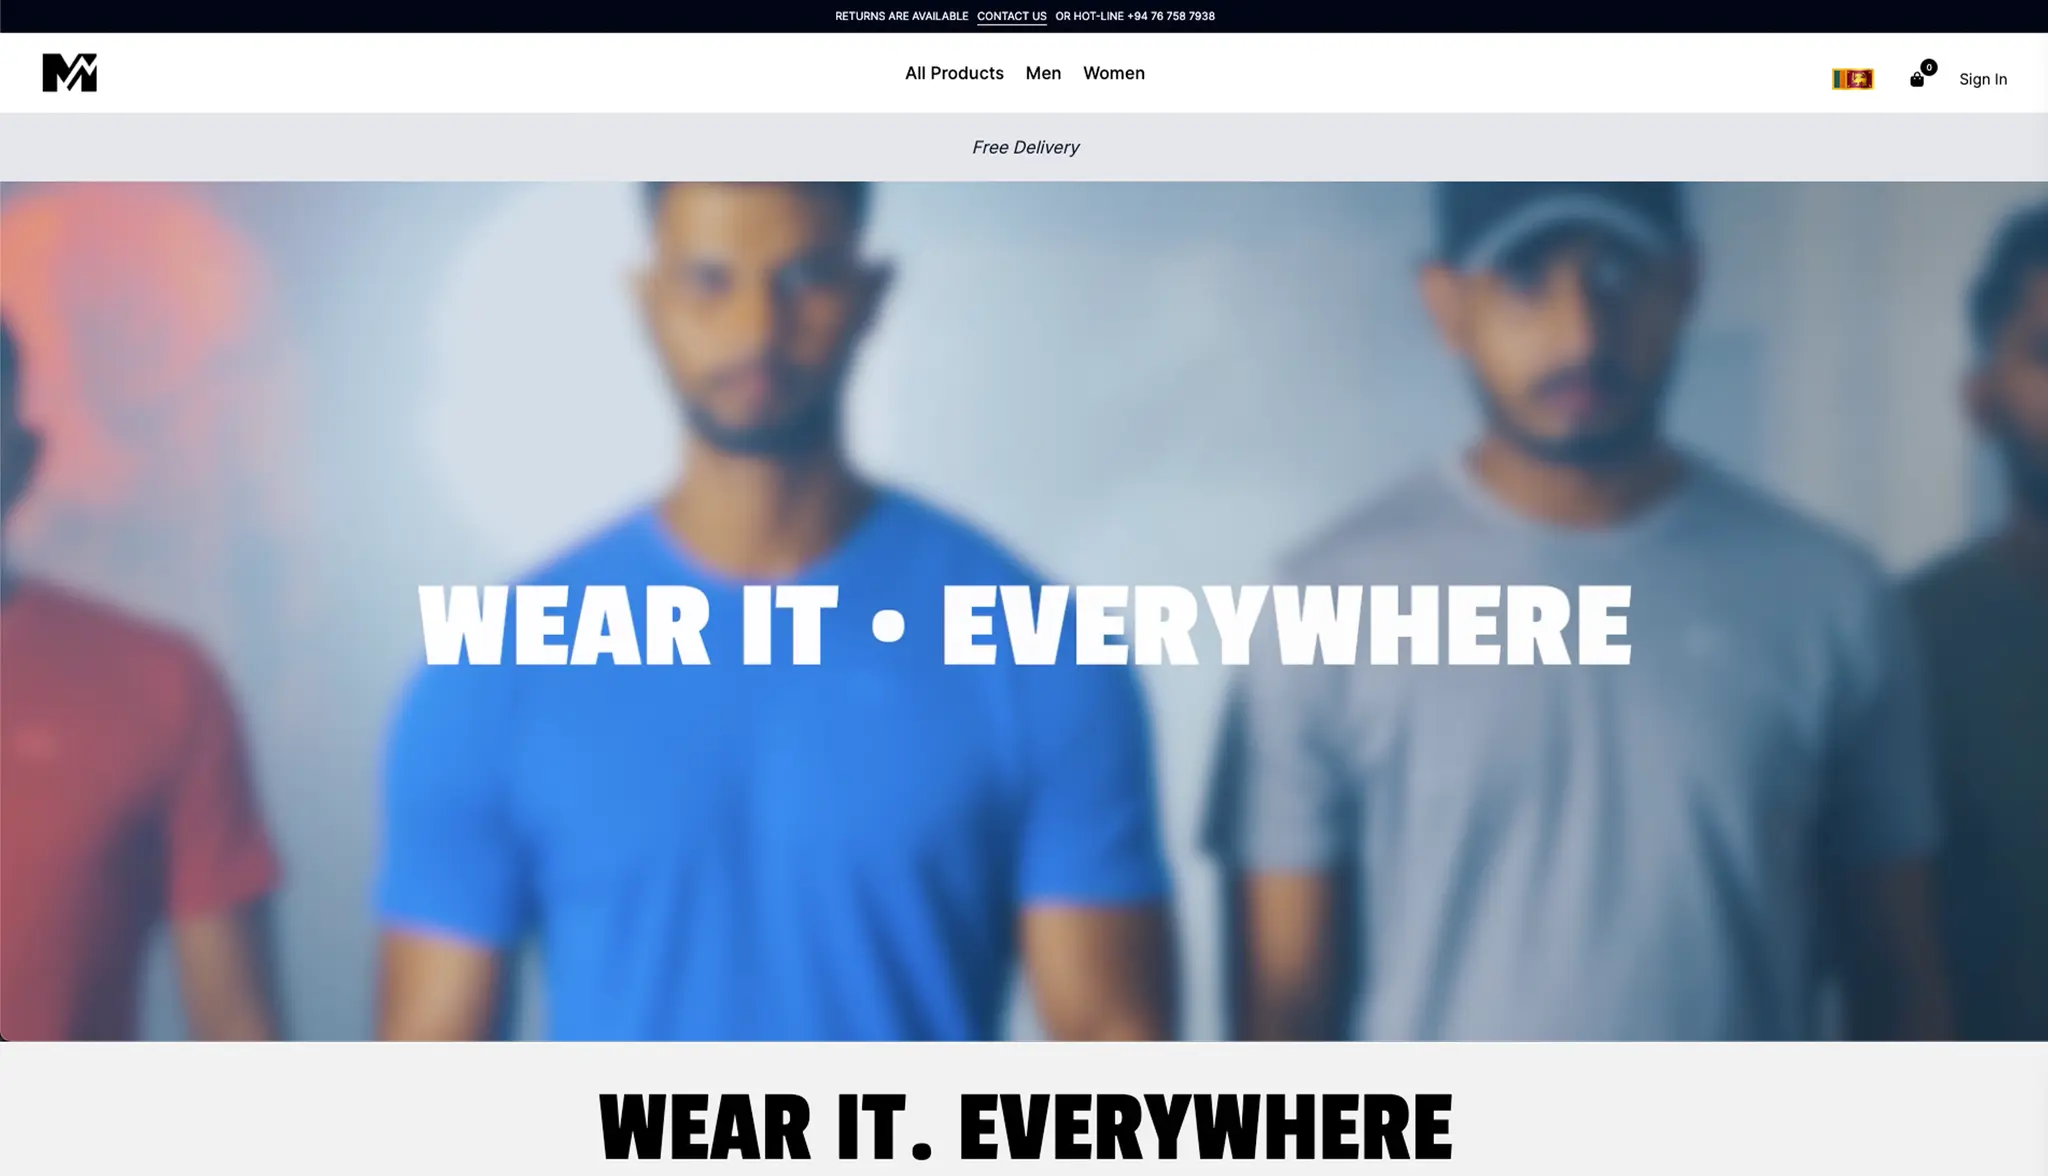 RETURNS ARE AVAILABLE CONTACT US OR HOT-LINE +94 76 758 7938
All Products Men Women
0 Sign In
Free Delivery
WEAR IT • EVERYWHERE
WEAR IT. EVERYWHERE